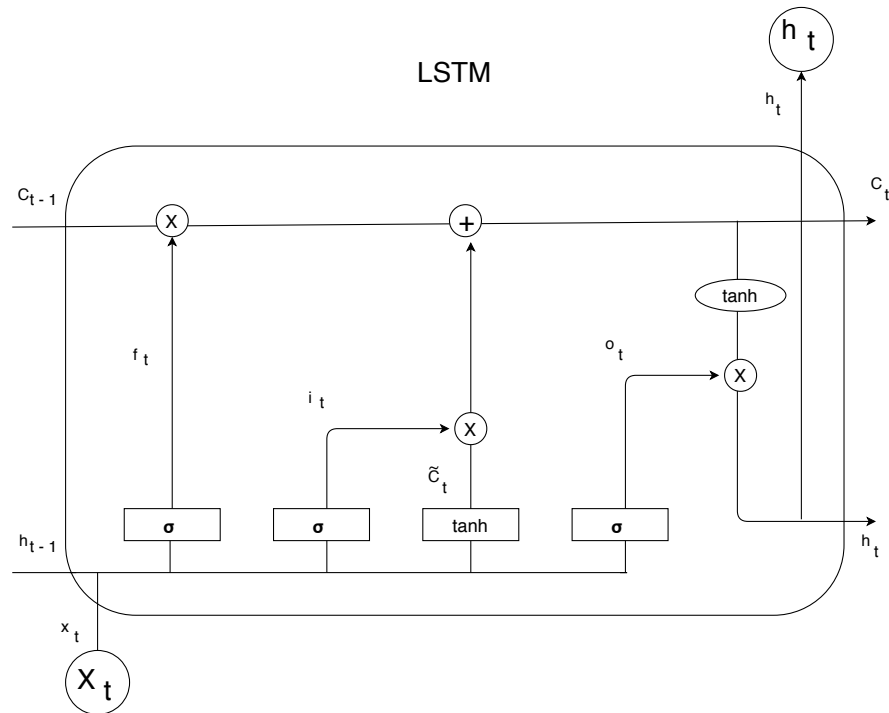 h t
LSTM
h t
C t - 1
C t
X
+
tanh
f t
o t
X
i t
X
C̃ t
σ
σ
tanh
σ
h t - 1
h t
x t
X t